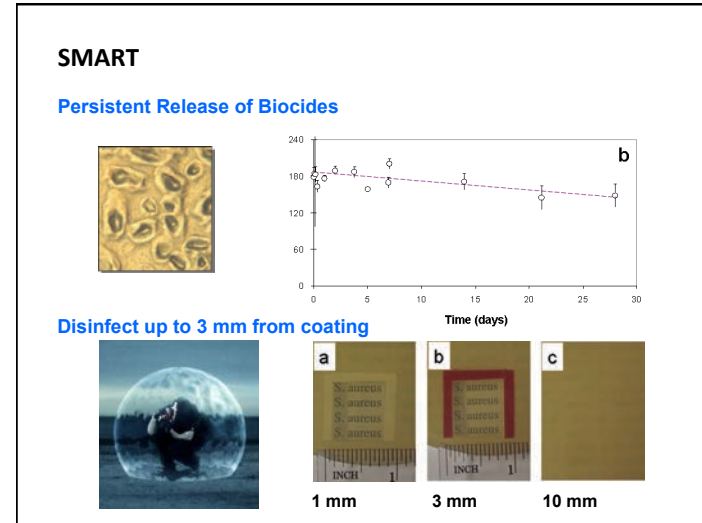 SMART
Persistent Release of Biocides
240
180
120
60
0
b
0 5 10 15 20 25 30
Time (days)
Disinfect up to 3 mm from coating
a
S. aureus
S. aureus
S. aureus
S. aureus
INCH 1
b
S. aureus
S. aureus
S. aureus
S. aureus
INCH 1
c
1 mm 3 mm 10 mm